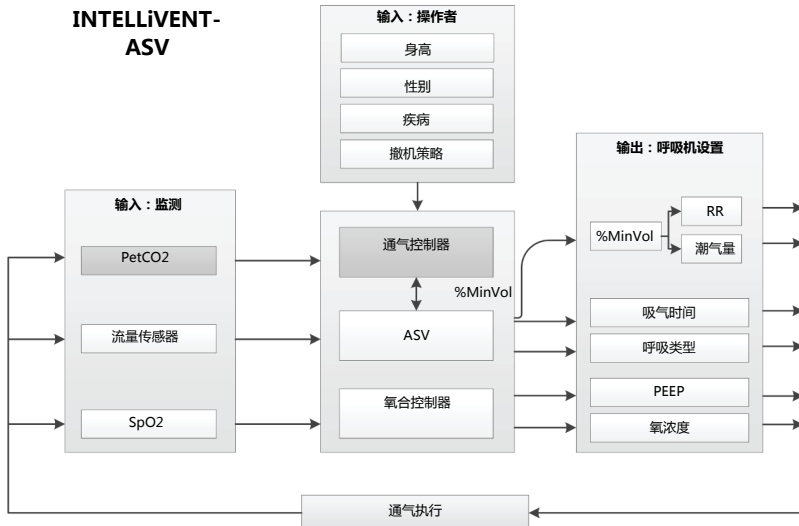 INTELLiVENT-
ASV
输入：操作者
身高
性别
疾病
撤机策略
输入：监测
PetCO2
流量传感器
SpO2
通气控制器
%MinVol
ASV
氧合控制器
输出：呼吸机设置
%MinVol
RR
潮气量
吸气时间
呼吸类型
PEEP
氧浓度
通气执行